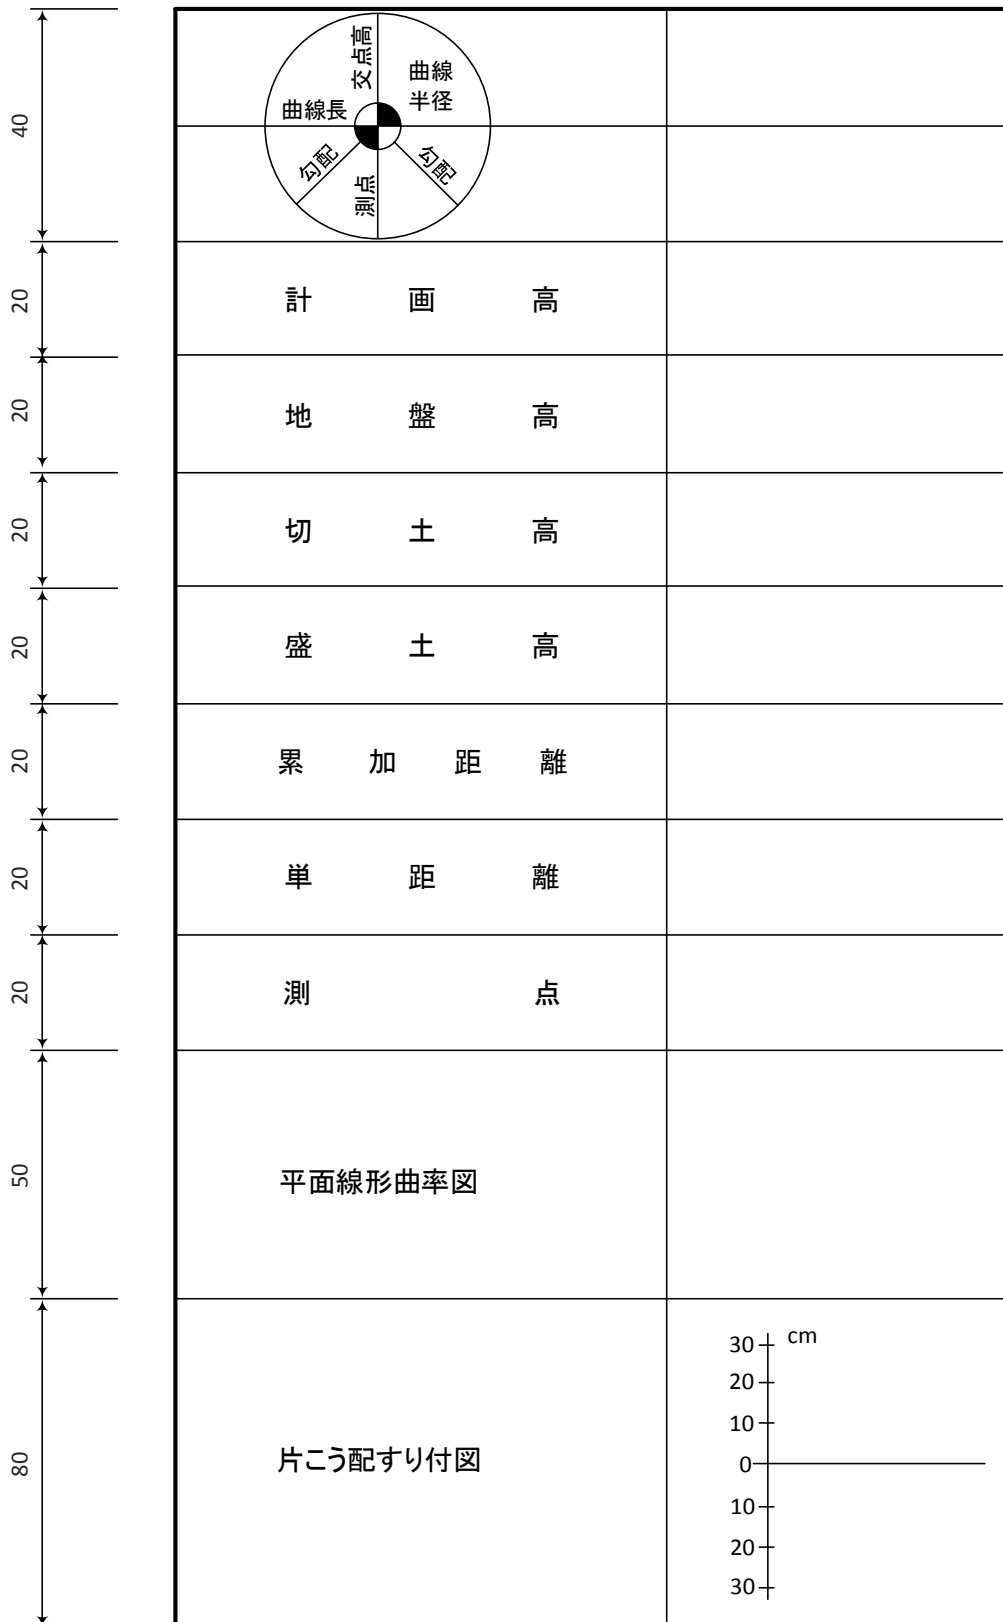 40
交点高
曲線
半径
曲線長
勾配
勾配
測点
20
計画高
20
地盤高
20
切土高
20
盛土高
20
累加距離
20
単距離
20
測点
50
平面線形曲率図
80
片こう配すり付図
cm
30
20
10
0
10
20
30